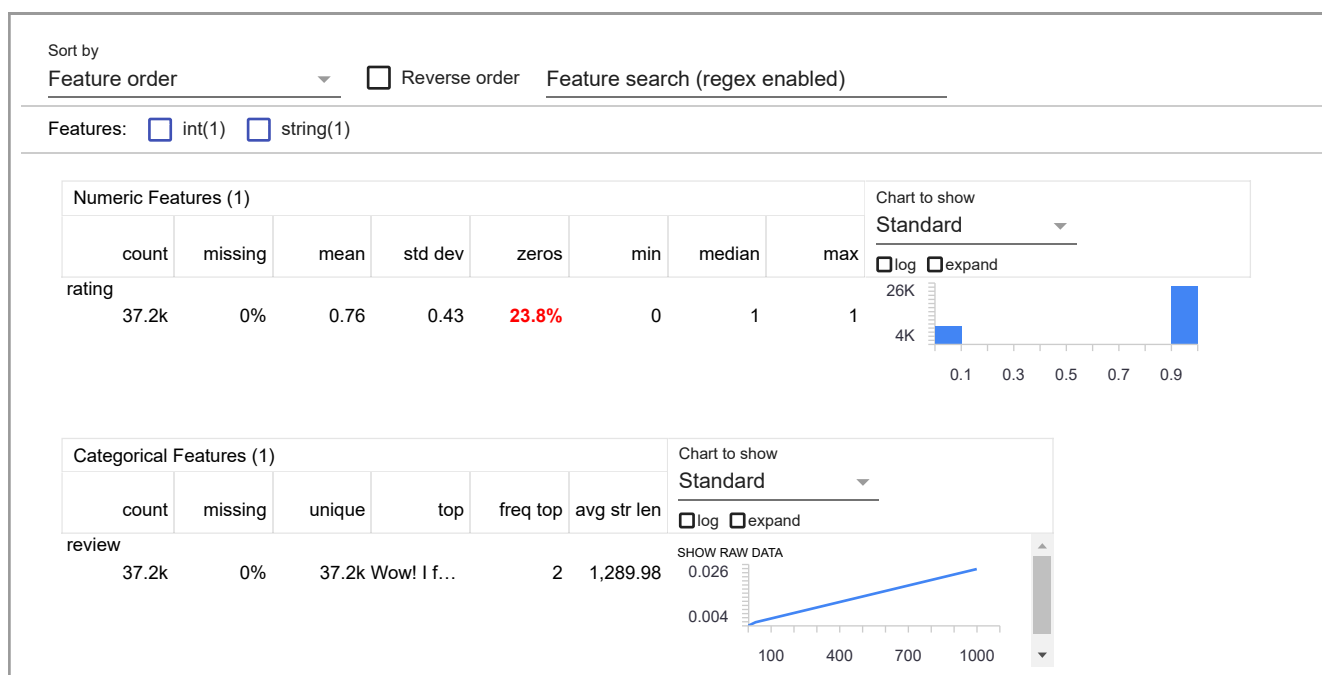 Sort by
Feature order
Reverse order
Feature search (regex enabled)
Features: int(1) string(1)
Numeric Features (1)
Chart to show
Standard
count missing mean std dev zeros min median max
log expand
rating
37.2k 0% 0.76 0.43 23.8% 0 1 1
26K
4K
0.1 0.3 0.5 0.7 0.9
Categorical Features (1)
Chart to show
Standard
count missing unique top freq top avg str len
log expand
review
37.2k 0% 37.2k Wow! I f… 2 1,289.98
SHOW RAW DATA
0.026
0.004
100 400 700 1000